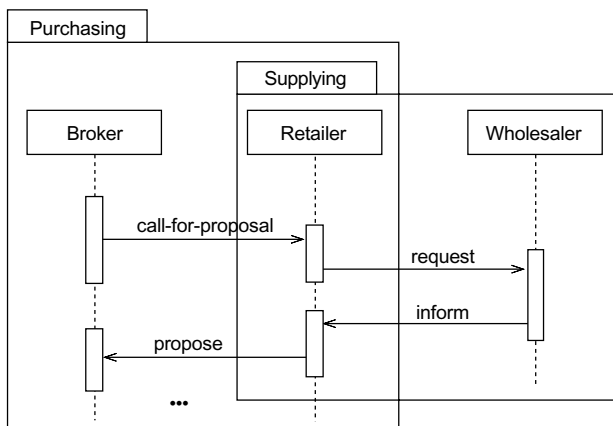 Purchasing
Supplying
Broker
Retailer
Wholesaler
call-for-proposal
request
inform
propose
...